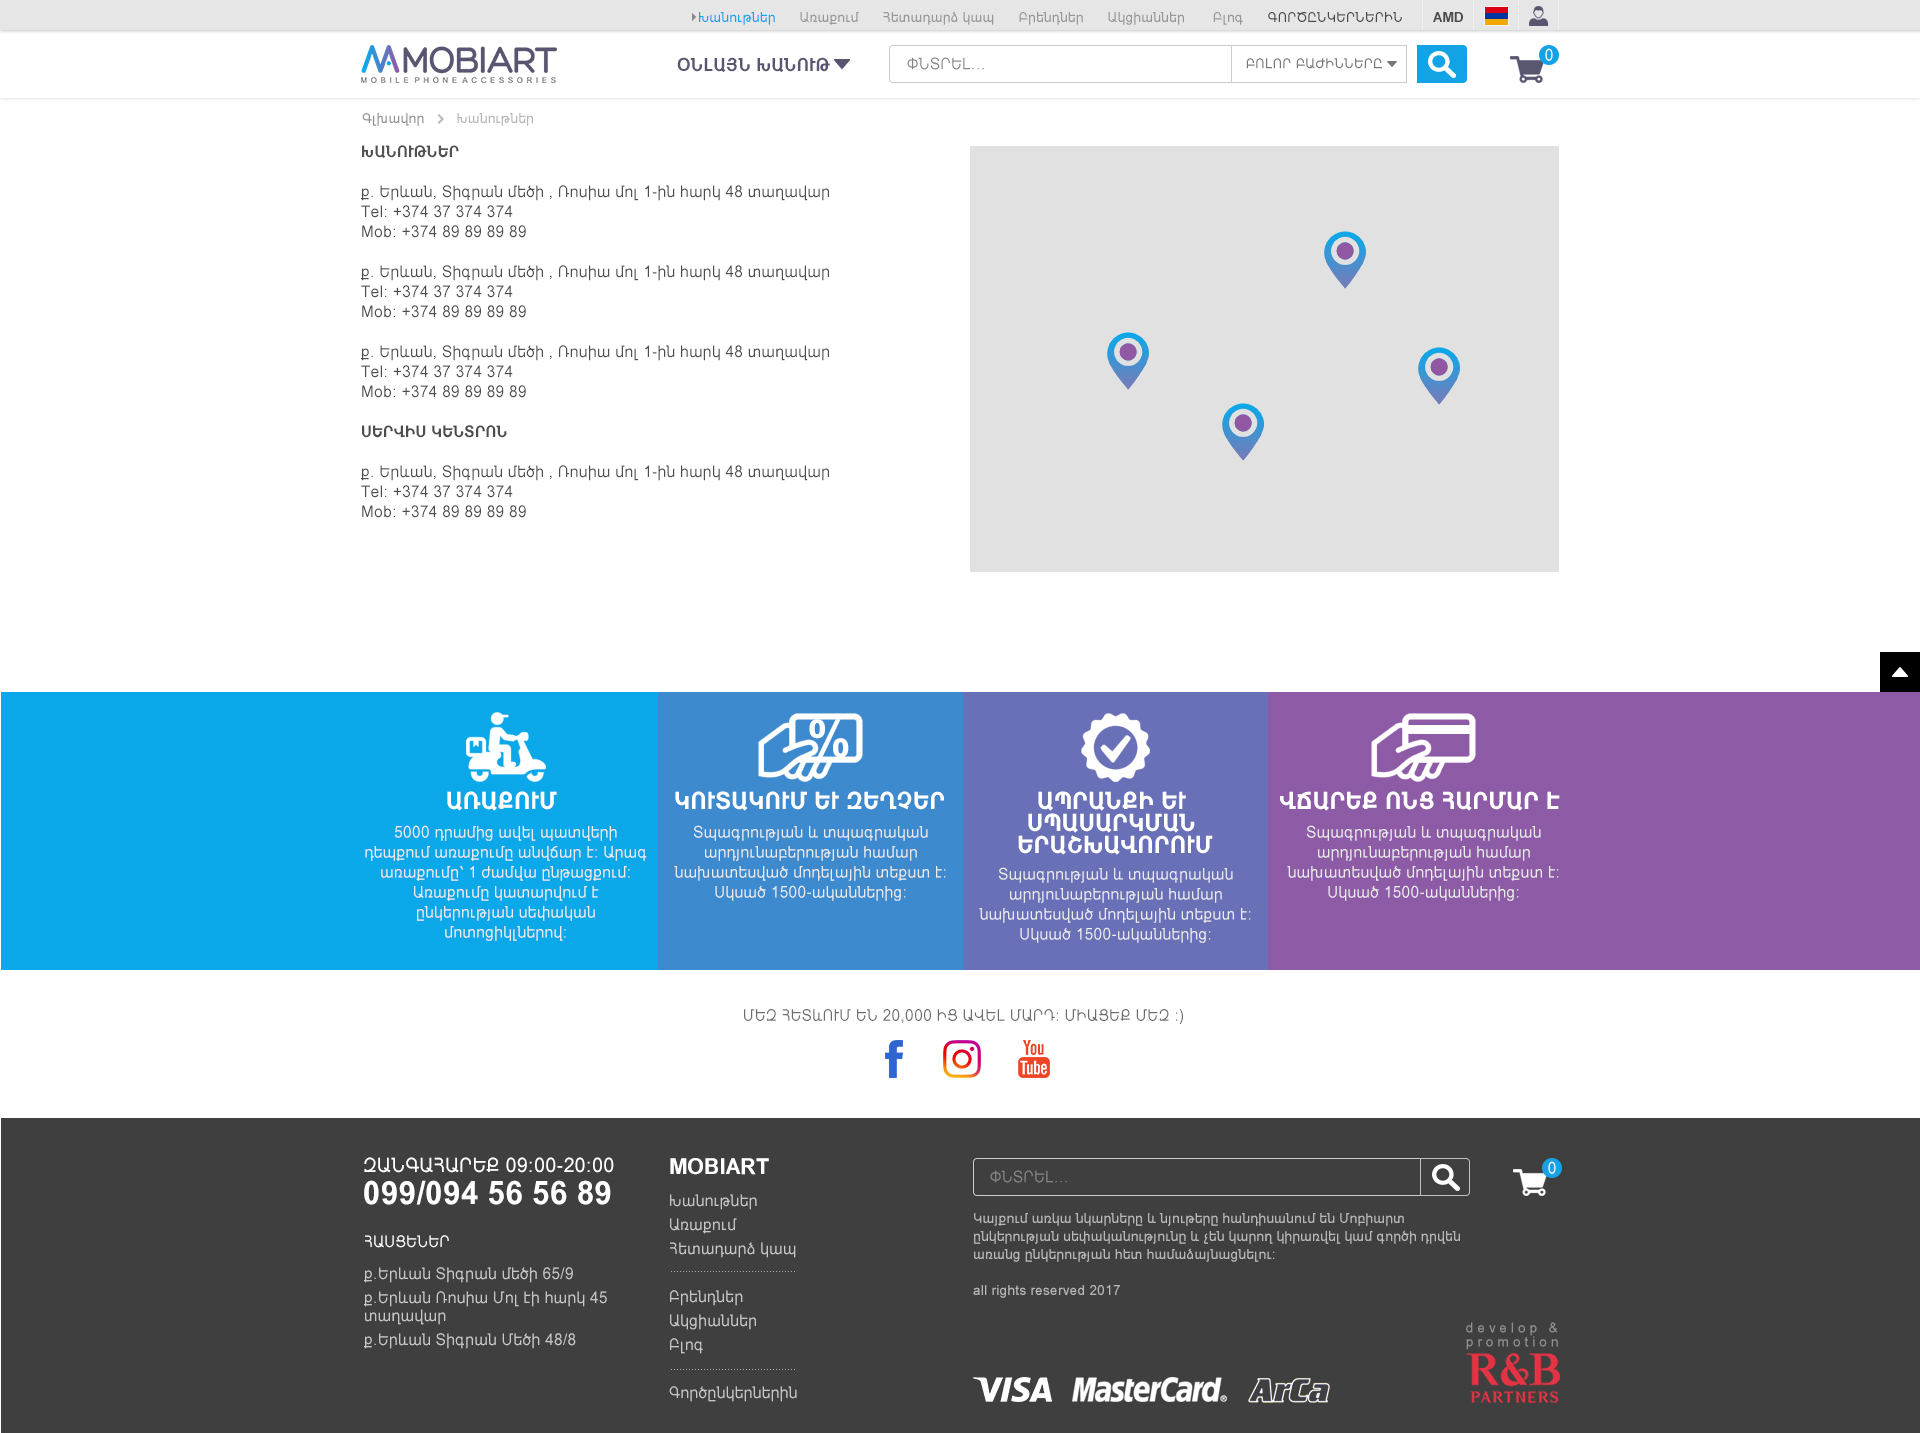 Խանութներ Առաքում Հետադարձ կապ Բրենդներ Ակցիաններ Բլոգ ԳՈՐԾԸՆԿԵՐՆԵՐԻՆ AMD
MOBIART
MOBILE PHONE ACCESSORIES
ՕՆԼԱՅՆ ԽԱՆՈՒԹ
ՓՆՏՐԵԼ...
ԲՈԼՈՐ ԲԱԺԻՆՆԵՐԸ
0
Գլխավոր Խանութներ
ԽԱՆՈՒԹՆԵՐ
ք. Երևան, Տիգրան մեծի , Ռոսիա մոլ 1-ին հարկ 48 տաղավար
Tel: +374 37 374 374
Mob: +374 89 89 89 89
ք. Երևան, Տիգրան մեծի , Ռոսիա մոլ 1-ին հարկ 48 տաղավար
Tel: +374 37 374 374
Mob: +374 89 89 89 89
ք. Երևան, Տիգրան մեծի , Ռոսիա մոլ 1-ին հարկ 48 տաղավար
Tel: +374 37 374 374
Mob: +374 89 89 89 89
ՍԵՐՎԻՍ ԿԵՆՏՐՈՆ
ք. Երևան, Տիգրան մեծի , Ռոսիա մոլ 1-ին հարկ 48 տաղավար
Tel: +374 37 374 374
Mob: +374 89 89 89 89
ԱՌԱՔՈՒՄ
5000 դրամից ավել պատվերի
դեպքում առաքումը անվճար է: Արագ
առաքումը՝ 1 ժամվա ընթացքում:
Առաքումը կատարվում է
ընկերության սեփական
մոտոցիկլներով:
%
ԿՈՒՏԱԿՈՒՄ ԵՒ ԶԵՂՉԵՐ
Տպագրության և տպագրական
արդյունաբերության համար
նախատեսված մոդելային տեքստ է:
Սկսած 1500-ականներից:
ԱՊՐԱՆՔԻ ԵՒ
ՍՊԱՍԱՐԿՄԱՆ
ԵՐԱՇԽԱՎՈՐՈՒՄ
Տպագրության և տպագրական
արդյունաբերության համար
նախատեսված մոդելային տեքստ է:
Սկսած 1500-ականներից:
ՎՃԱՐԵՔ ՈՆՑ ՀԱՐՄԱՐ Է
Տպագրության և տպագրական
արդյունաբերության համար
նախատեսված մոդելային տեքստ է:
Սկսած 1500-ականներից:
ՄԵԶ ՀԵՏևՈՒՄ ԵՆ 20,000 ԻՑ ԱՎԵԼ ՄԱՐԴ: ՄԻԱՑԵՔ ՄԵԶ :)
You
Tube
ԶԱՆԳԱՀԱՐԵՔ 09:00-20:00
099/094 56 56 89
ՀԱՍՑԵՆԵՐ
ք.Երևան Տիգրան մեծի 65/9
ք.Երևան Ռոսիա Մոլ էի հարկ 45
տաղավար
ք.Երևան Տիգրան Մեծի 48/8
MOBIART
Խանութներ
Առաքում
Հետադարձ կապ
Բրենդներ
Ակցիաններ
Բլոգ
Գործընկերներին
ՓՆՏՐԵԼ...
0
Կայքում առկա նկարները և նյութերը հանդիսանում են Մոբիարտ
ընկերության սեփականությունը և չեն կարող կիրառվել կամ գործի դրվեն
առանց ընկերության հետ համաձայնացնելու:
all rights reserved 2017
VISA MasterCard® ArCa
develop &
promotion
R&B
PARTNERS